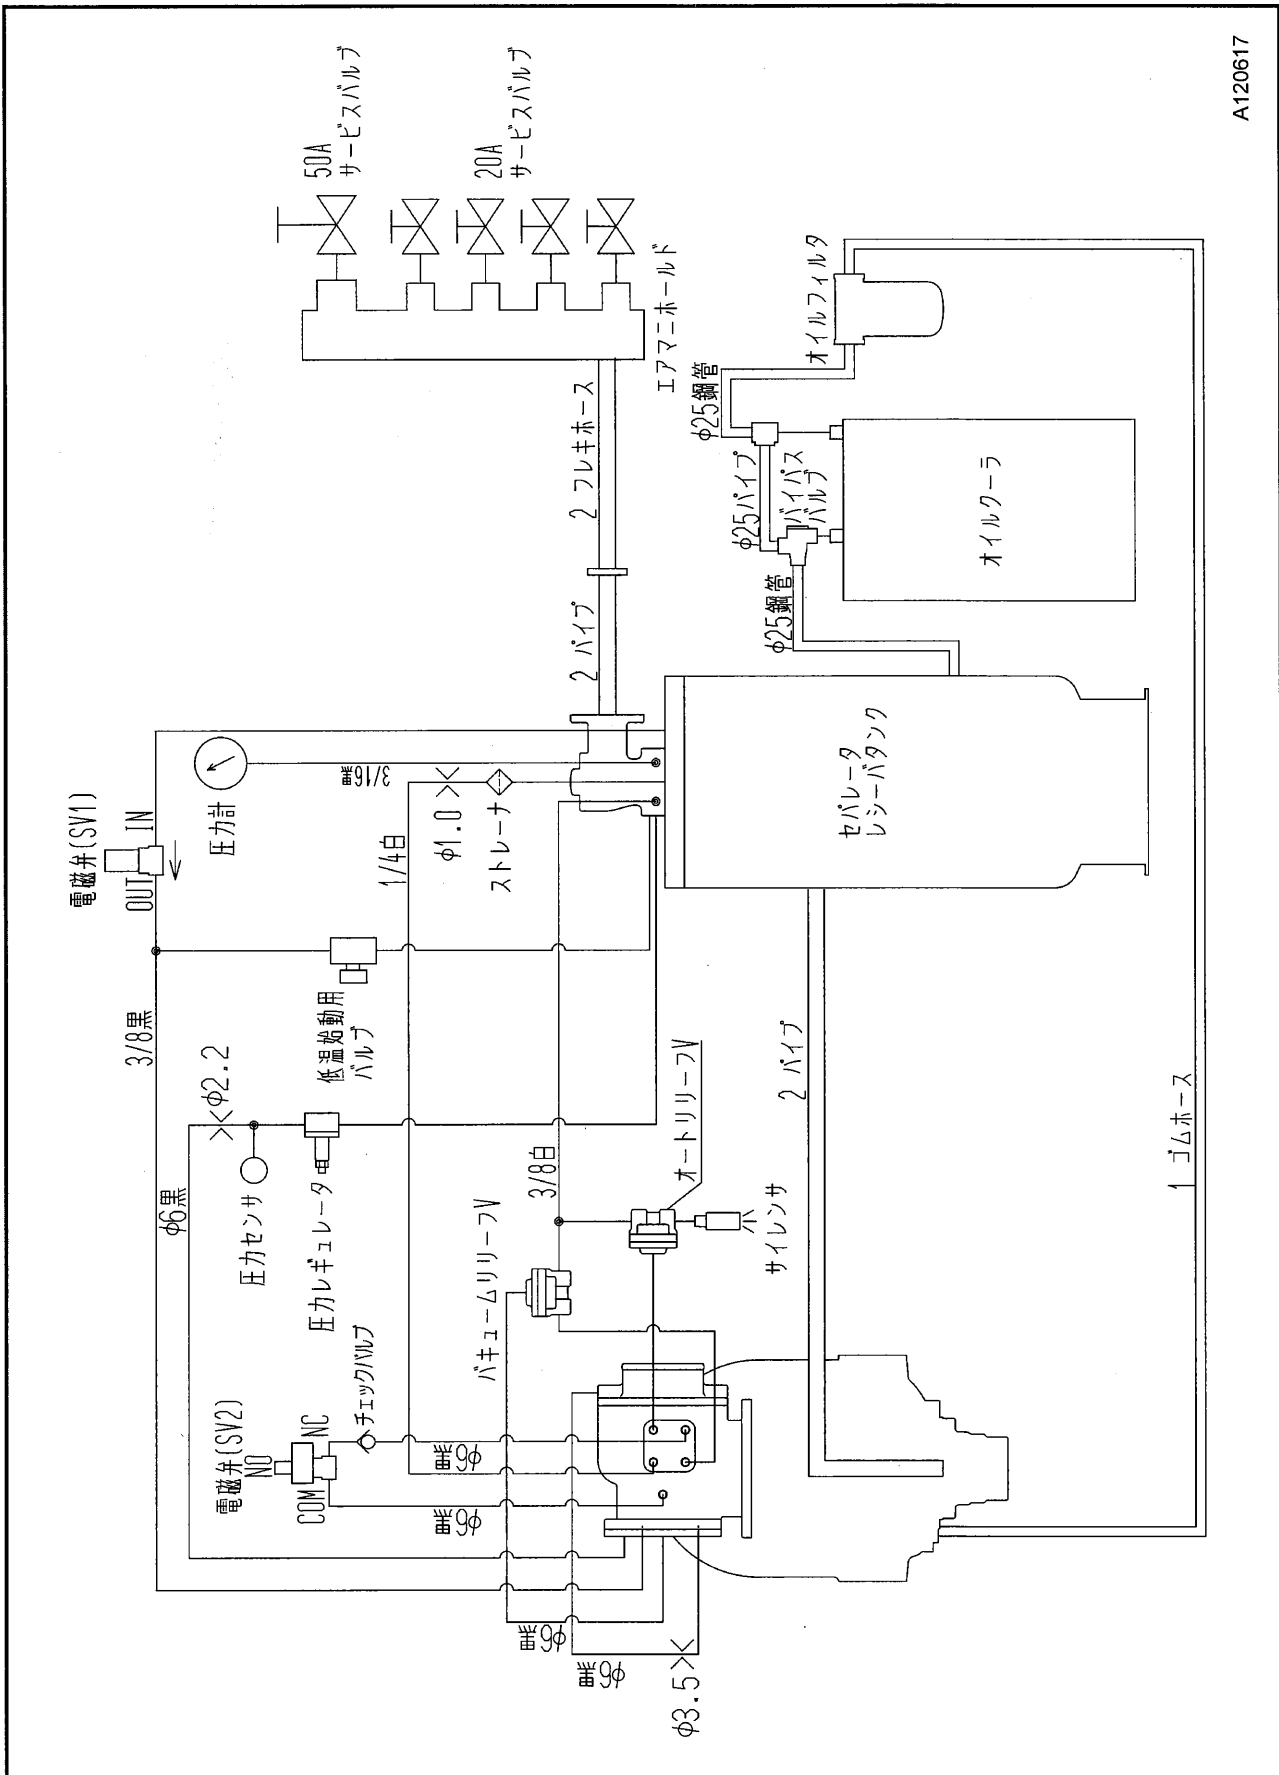 50A
サービスバルブ
20A
サービスバルブ
エアマニホールド
2 フレキホース
2 パイプ
電磁弁(SV1)
OUT
IN
圧力計
3/16黒
1/4白
φ1.0
ストレーナ
3/8黒
低温始動用
バルブ
φ2.2
φ6黒
圧力センサ
圧力レギュレータ
3/8白
オートリリーフV
サイレンサ
バキュームリリーフV
電磁弁(SV2)
NO
COM
NC
チェックバルブ
φ6黒
φ6黒
φ6黒
φ6黒
φ3.5
セパレータ
レシーバタンク
φ25鋼管
φ25パイプ
バイパス
バルブ
φ25鋼管
オイルフィルタ
オイルクーラ
2 パイプ
1 ゴムホース
A120617